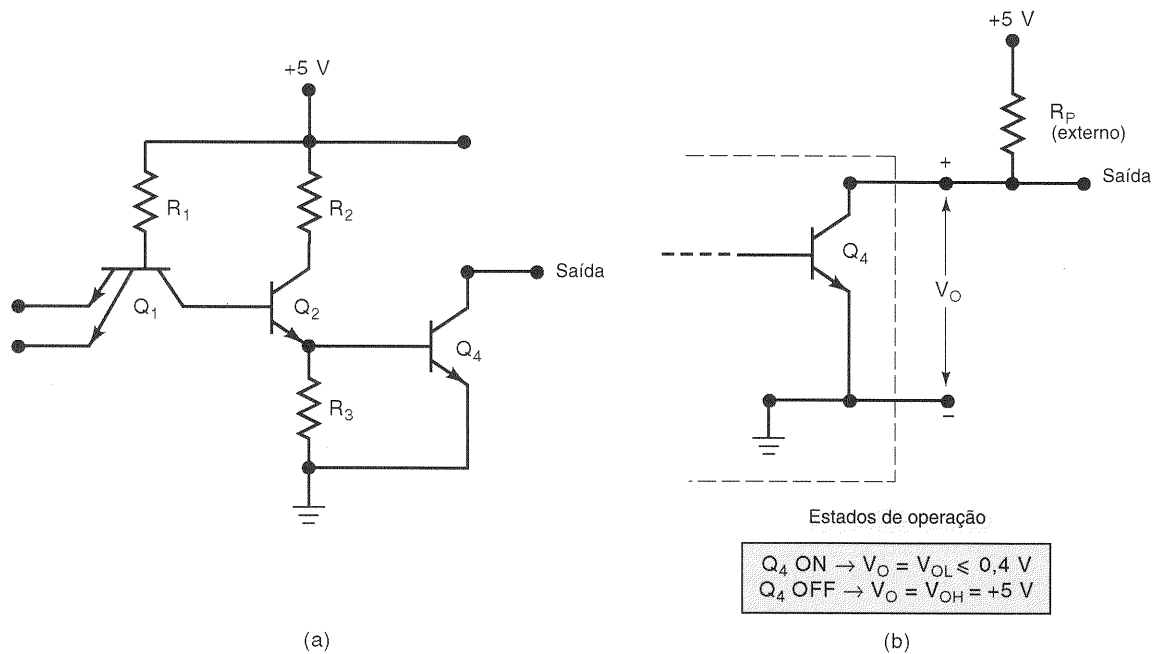 +5 V
R1
R2
Q1
Q2
Saída
Q4
R3
(a)
+5 V
RP
(externo)
+
Saída
Q4
VO
–
Estados de operação
Q4 ON → VO = VOL ⩽ 0,4 V
Q4 OFF → VO = VOH = +5 V
(b)